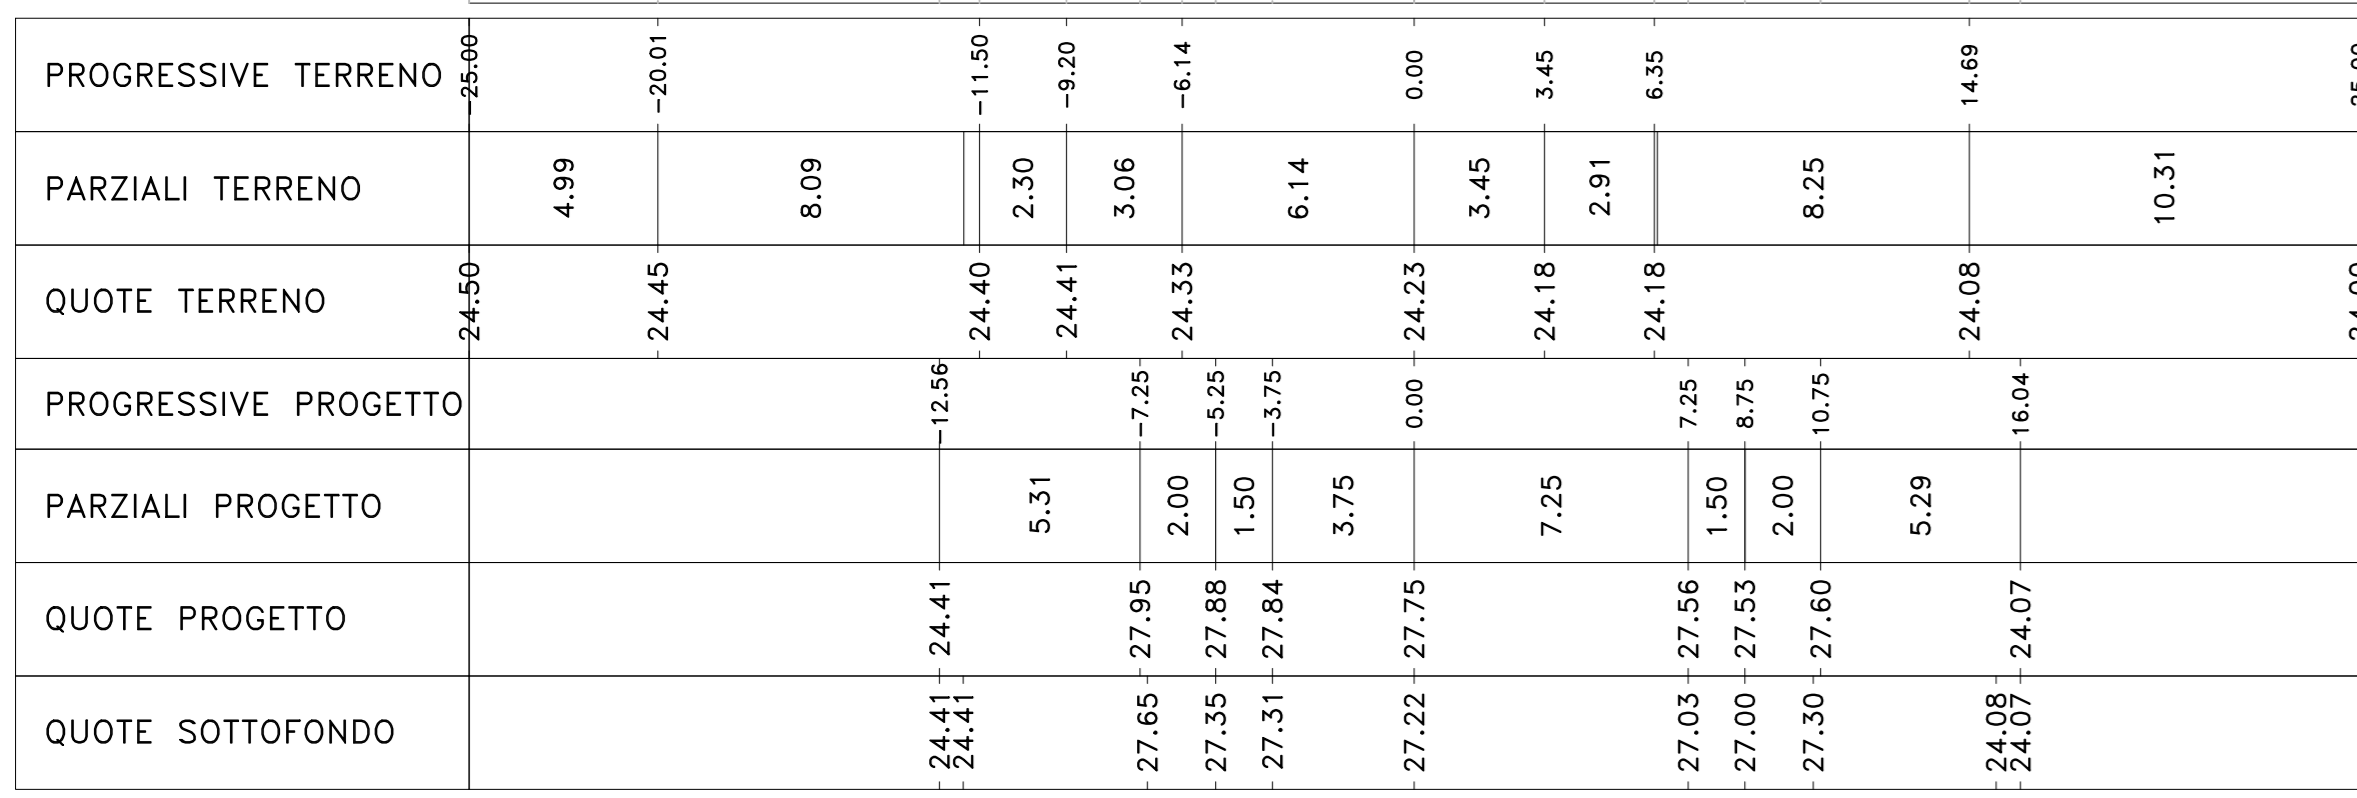 PROGRESSIVE TERRENO -25.00 -20.01 -11.50 -9.20 -6.14 0.00 3.45 6.35 14.69
PARZIALI TERRENO 4.99 8.09 2.30 3.06 6.14 3.45 2.91 8.25 10.31
QUOTE TERRENO 24.50 24.45 24.40 24.41 24.33 24.23 24.18 24.18 24.08
PROGRESSIVE PROGETTO -12.56 -7.25 -5.25 -3.75 0.00 7.25 8.75 10.75 16.04
PARZIALI PROGETTO 5.31 2.00 1.50 3.75 7.25 1.50 2.00 5.29
QUOTE PROGETTO 24.41 27.95 27.88 27.84 27.75 27.56 27.53 27.60 24.07
QUOTE SOTTOFONDO 24.41 24.41 27.65 27.35 27.31 27.22 27.03 27.00 27.30 24.08 24.07